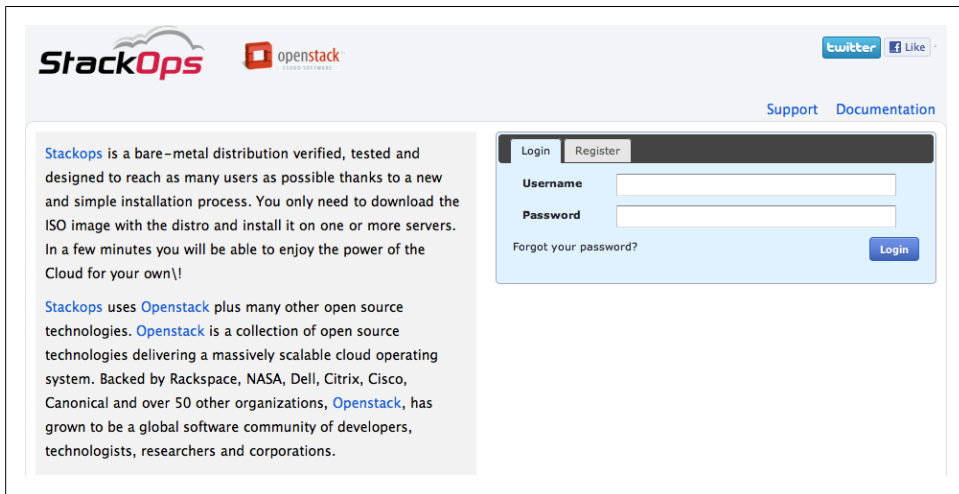 StackOps
openstack
CLOUD SOFTWARE
twitter
Like
Support Documentation
Stackops is a bare-metal distribution verified, tested and
designed to reach as many users as possible thanks to a new
and simple installation process. You only need to download the
ISO image with the distro and install it on one or more servers.
In a few minutes you will be able to enjoy the power of the
Cloud for your own\!
Stackops uses Openstack plus many other open source
technologies. Openstack is a collection of open source
technologies delivering a massively scalable cloud operating
system. Backed by Rackspace, NASA, Dell, Citrix, Cisco,
Canonical and over 50 other organizations, Openstack, has
grown to be a global software community of developers,
technologists, researchers and corporations.
Login Register
Username
Password
Forgot your password? Login